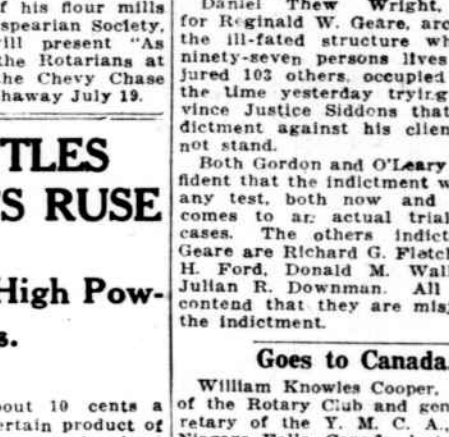 f his flour mills
spearian Society,
ill present "As
the Rotarians at
the Chevy Chase
haway July 19.
TLES
S RUSE
High Pow-
s.
out 10 cents a
ertain product of
Daniel Thew Wright,
for Reginald W. Geare, arc
the ill-fated structure wh
ninety-seven persons lives
jured 103 others, occupied
the time yesterday trying
vince Justice Siddons that
dictment against his clien
not stand.
Both Gordon and O'Leary
fident that the indictment w
any test, both now and
comes to an actual trial
cases. The others indict
Geare are Richard G. Fletch
H. Ford, Donald M. Wal
Julian R. Downman. All
contend that they are mis
the indictment.
Goes to Canada.
William Knowles Cooper,
of the Rotary Club and gen
retary of the Y. M. C. A.,